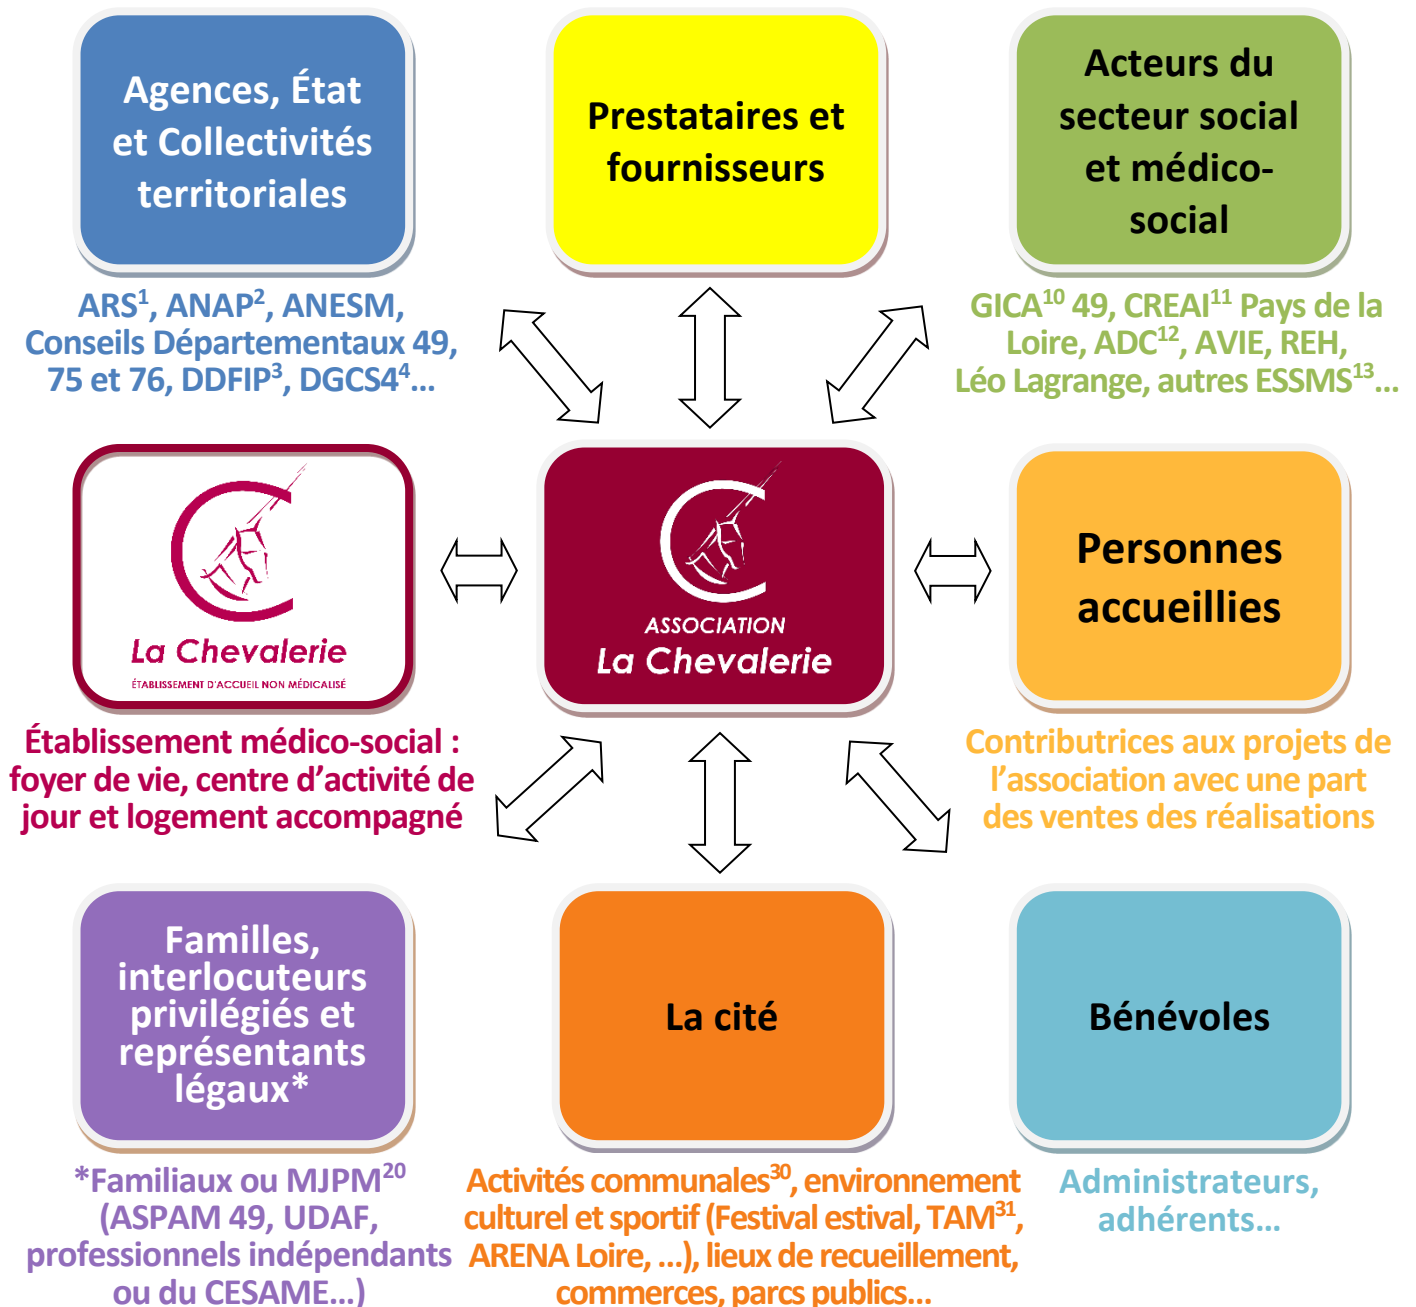 Agences, État
et Collectivités
territoriales
Prestataires et
fournisseurs
Acteurs du
secteur social
et médico-
social
ARS¹, ANAP², ANESM,
Conseils Départementaux 49,
75 et 76, DDFIP³, DGCS4⁴…
GICA¹⁰ 49, CREAI¹¹ Pays de la
Loire, ADC¹², AVIE, REH,
Léo Lagrange, autres ESSMS¹³…
La Chevalerie
ÉTABLISSEMENT D'ACCUEIL NON MÉDICALISÉ
ASSOCIATION
La Chevalerie
Personnes
accueillies
Établissement médico-social :
foyer de vie, centre d’activité de
jour et logement accompagné
Contributrices aux projets de
l’association avec une part
des ventes des réalisations
Familles,
interlocuteurs
privilégiés et
représentants
légaux*
La cité
Bénévoles
*Familiaux ou MJPM²⁰
(ASPAM 49, UDAF,
professionnels indépendants
ou du CESAME…)
Activités communales³⁰, environnement
culturel et sportif (Festival estival, TAM³¹,
ARENA Loire, …), lieux de recueillement,
commerces, parcs publics…
Administrateurs,
adhérents…